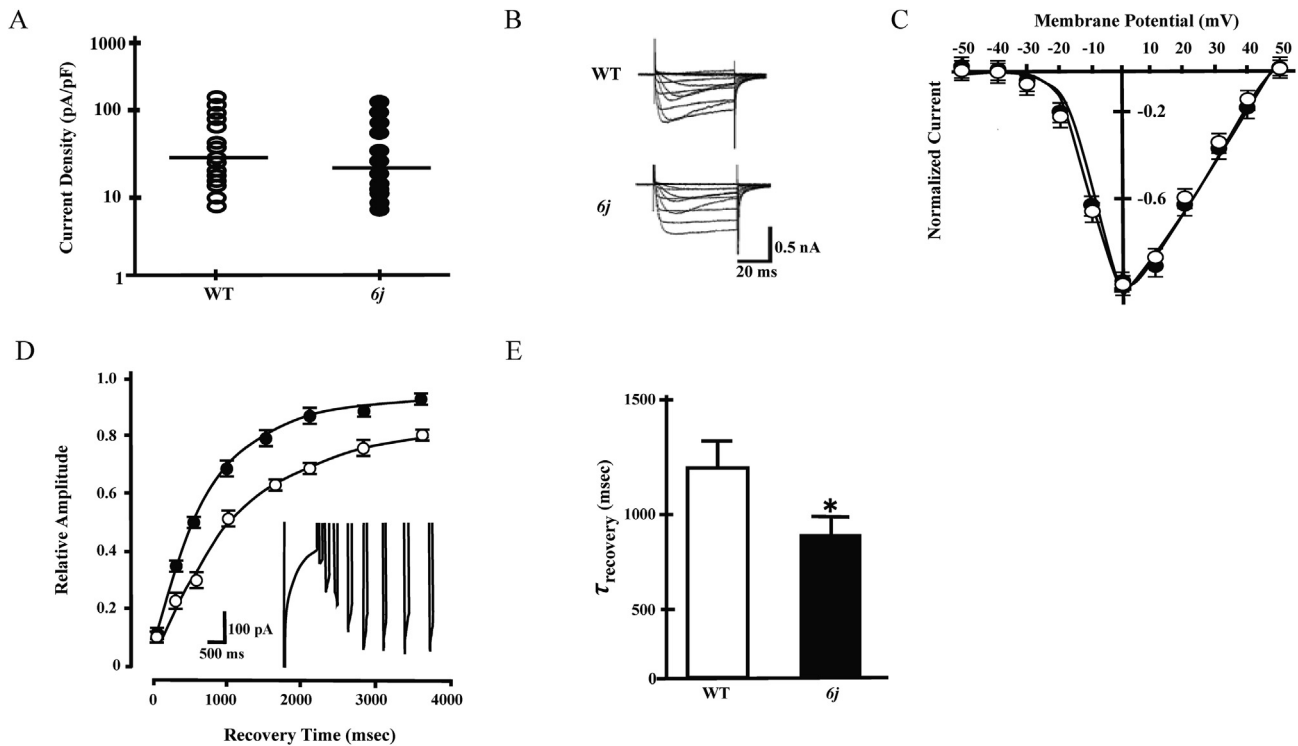 A
Current Density (pA/pF)
1000
100
10
1
WT
6j
B
WT
6j
0.5 nA
20 ms
C
Membrane Potential (mV)
-50 -40 -30 -20 -10 10 20 30 40 50
Normalized Current
-0.2
-0.6
D
Relative Amplitude
1.0
0.8
0.6
0.4
0.2
0
100 pA
500 ms
0 1000 2000 3000 4000
Recovery Time (msec)
E
τrecovery (msec)
1500
1000
500
0
*
WT
6j